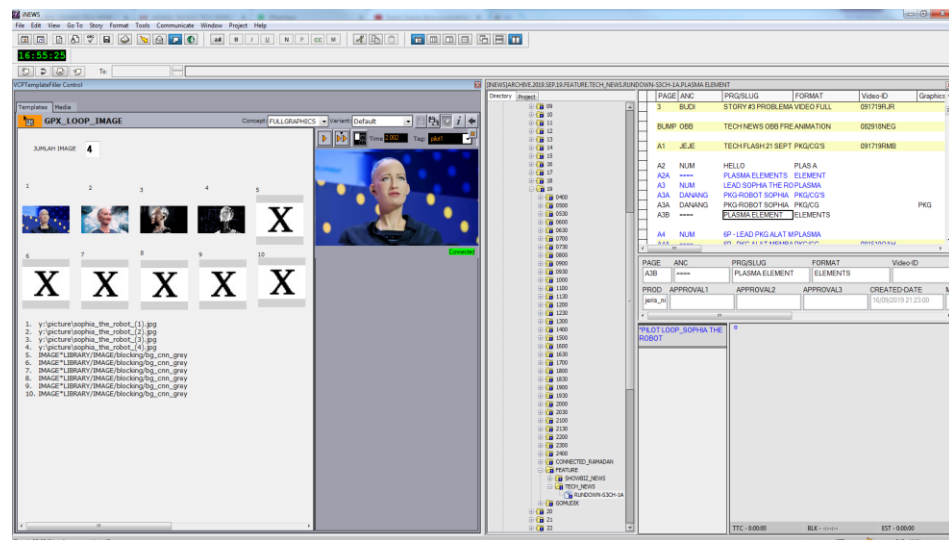 iNEWS
File Edit View Go To Story Format Tools Communicate Window Project Help
16:55:25
To:
VCPTemplateFiller Control
Templates Media
GPX_LOOP_IMAGE
Concept: FULLGRAPHICS Variant: Default
JUMLAH IMAGE 4
Time 2.002 Tag: pilot1
1 2 3 4 5
X
Connected
6 7 8 9 10
X X X X X
1. y:\picture\sophia_the_robot_(1).jpg
2. y:\picture\sophia_the_robot_(2).jpg
3. y:\picture\sophia_the_robot_(3).jpg
4. y:\picture\sophia_the_robot_(4).jpg
5. IMAGE*LIBRARY/IMAGE/blocking/bg_cnn_grey
6. IMAGE*LIBRARY/IMAGE/blocking/bg_cnn_grey
7. IMAGE*LIBRARY/IMAGE/blocking/bg_cnn_grey
8. IMAGE*LIBRARY/IMAGE/blocking/bg_cnn_grey
9. IMAGE*LIBRARY/IMAGE/blocking/bg_cnn_grey
10. IMAGE*LIBRARY/IMAGE/blocking/bg_cnn_grey
[INEWS]ARCHIVE.2019.SEP.19.FEATURE.TECH_NEWS.RUNDOWN-S3CH-1A.PLASMA ELEMENT
Directory Project
09
10
11
12
13
14
15
16
17
18
19
0400
0500
0530
0600
0630
0700
0730
0800
0900
0930
1000
1100
1130
1200
1230
1300
1400
1500
1600
1630
1700
1800
1830
1900
1930
2000
2030
2100
2130
2200
2300
2400
CONNECTED_RAMADAN
FEATURE
SHOWBIZ_NEWS
TECH_NEWS
RUNDOWN-S3CH-1A
20
21
22
PAGE ANC PRG/SLUG FORMAT Video-ID Graphics
3 BUDI STORY #3 PROBLEMA VIDEO FULL 091719RJR
BUMP OBB TECH NEWS OBB FRE ANIMATION 082918NEG
A1 JEJE TECH FLASH 21 SEPT PKG/CG'S 091719RMB
A2 NUM HELLO PLAS A
A2A ==== PLASMA ELEMENTS ELEMENT
A3 NUM LEAD SOPHIA THE RO PLASMA
A3A DANANG PKG-ROBOT SOPHIA PKG/CG'S
A3A DANANG PKG-ROBOT SOPHIA PKG/CG PKG
A3B ==== PLASMA ELEMENT ELEMENTS
A4 NUM 6P - LEAD PKG ALAT M PLASMA
PAGE ANC PRG/SLUG FORMAT Video-ID
A3B ==== PLASMA ELEMENT ELEMENTS
PROD APPROVAL1 APPROVAL2 APPROVAL3 CREATED-DATE
16/09/2019 21:23:00
*PILOT LOOP_SOPHIA THE
ROBOT
TTC - 0:00:00 BLK - --:--:-- EST - 0:00:00